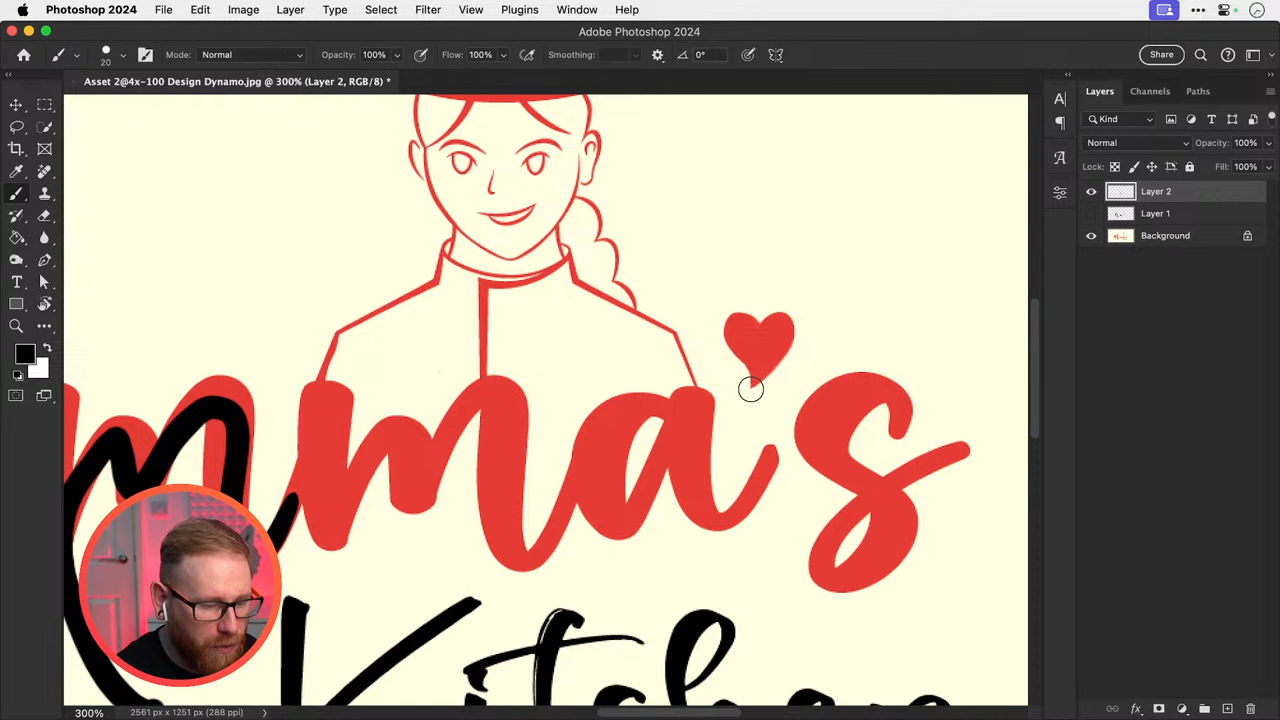 Photoshop 2024 File Edit Image Layer Type Select Filter View Plugins Window Help
Adobe Photoshop 2024
20 Mode: Normal Opacity: 100% Flow: 100% Smoothing: 0° Share
Asset 2@4x-100 Design Dynamo.jpg @ 300% (Layer 2, RGB/8) *
Layers Channels Paths
Kind
Normal Opacity: 100%
Lock: Fill: 100%
Layer 2
Layer 1
Background
mma's
Kitchen
300% 2561 px x 1251 px (288 ppi)